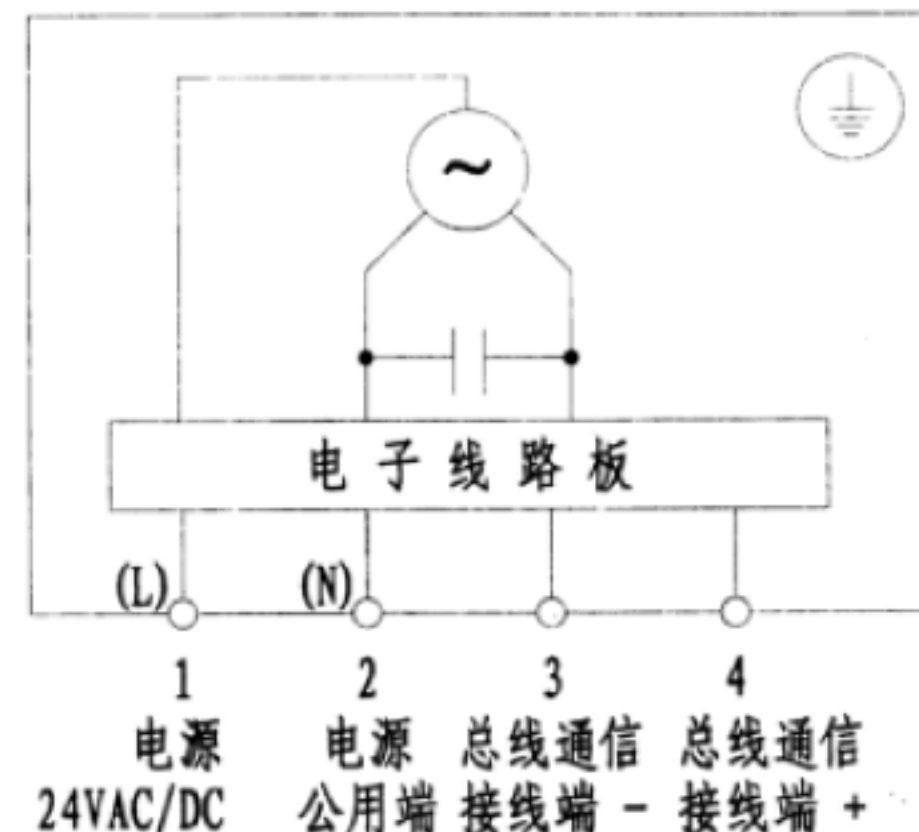 ~
电子线路板
(L) (N)
1 2 3 4
电源 电源 总线通信 总线通信
24VAC/DC 公用端 接线端 - 接线端 +